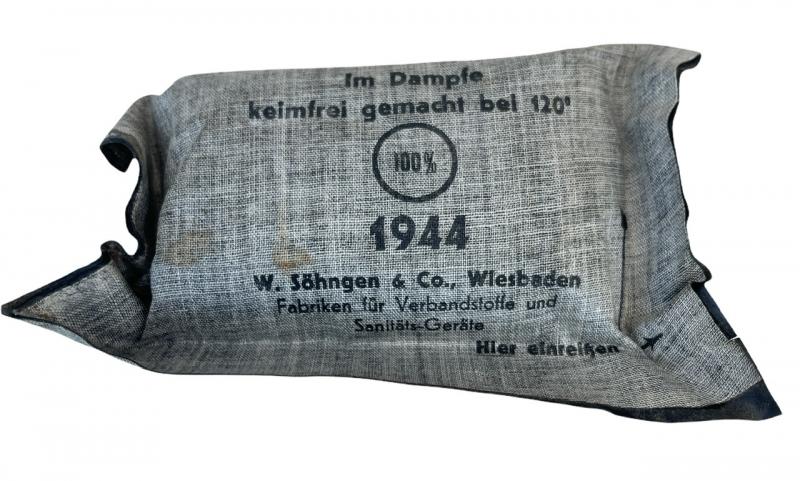 Im Dampfe
keimfrei gemacht bei 120°
100%
1944
W. Söhngen & Co., Wiesbaden
Fabriken für Verbandstoffe und
Sanitäts-Geräte
Hier einreißen